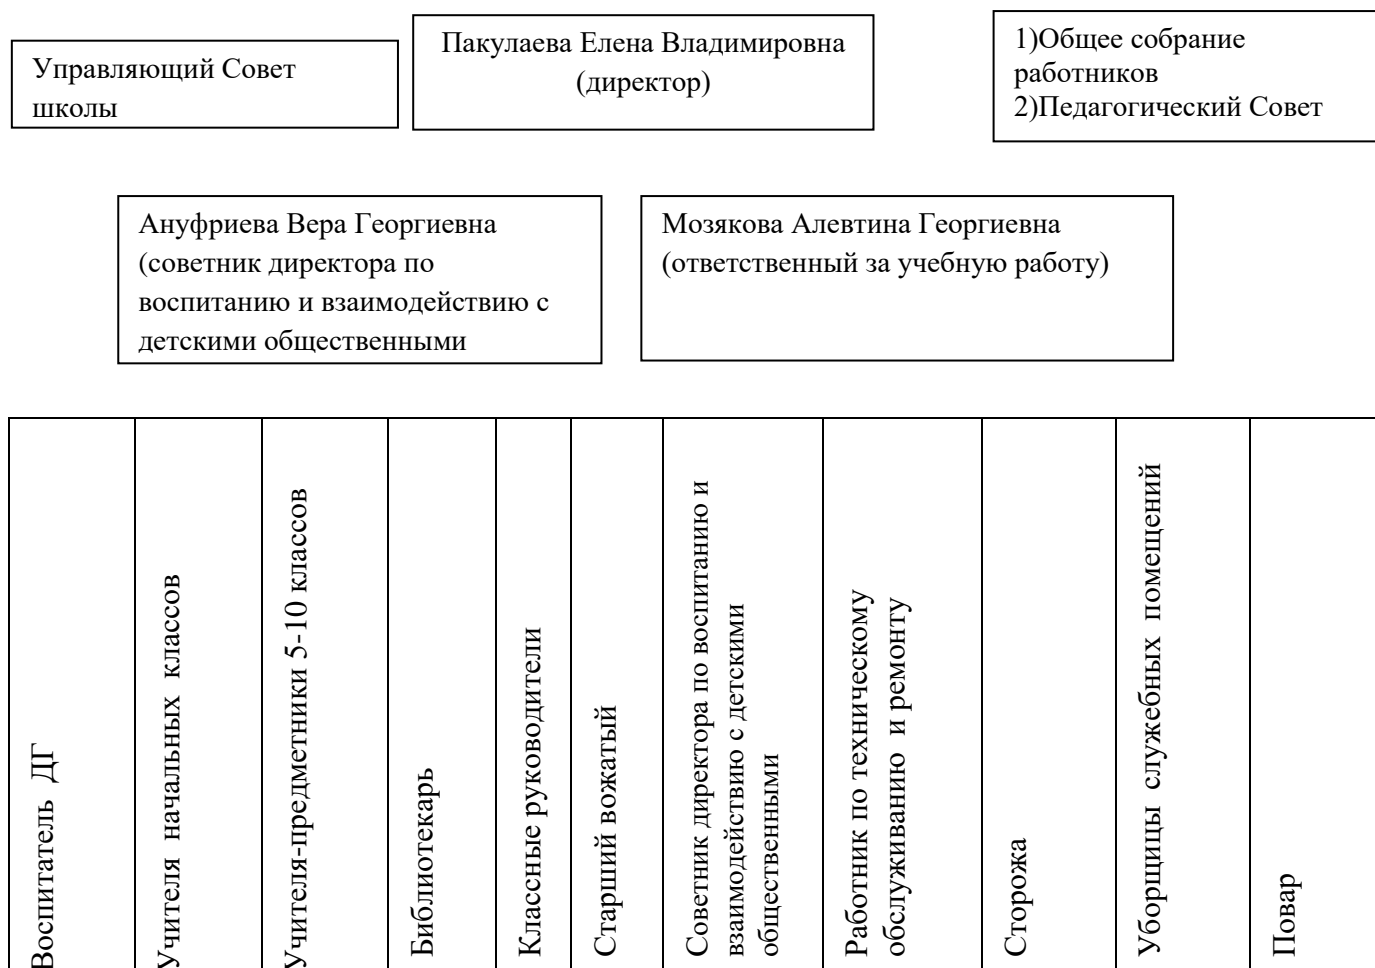 Управляющий Совет
школы
Пакулаева Елена Владимировна
(директор)
1)Общее собрание
работников
2)Педагогический Совет
Ануфриева Вера Георгиевна
(советник директора по
воспитанию и взаимодействию с
детскими общественными
Мозякова Алевтина Георгиевна
(ответственный за учебную работу)
Воспитатель ДГ
Учителя начальных классов
Учителя-предметники 5-10 классов
Библиотекарь
Классные руководители
Старший вожатый
Советник директора по воспитанию и
взаимодействию с детскими
общественными
Работник по техническому
обслуживанию и ремонту
Сторожа
Уборщицы служебных помещений
Повар